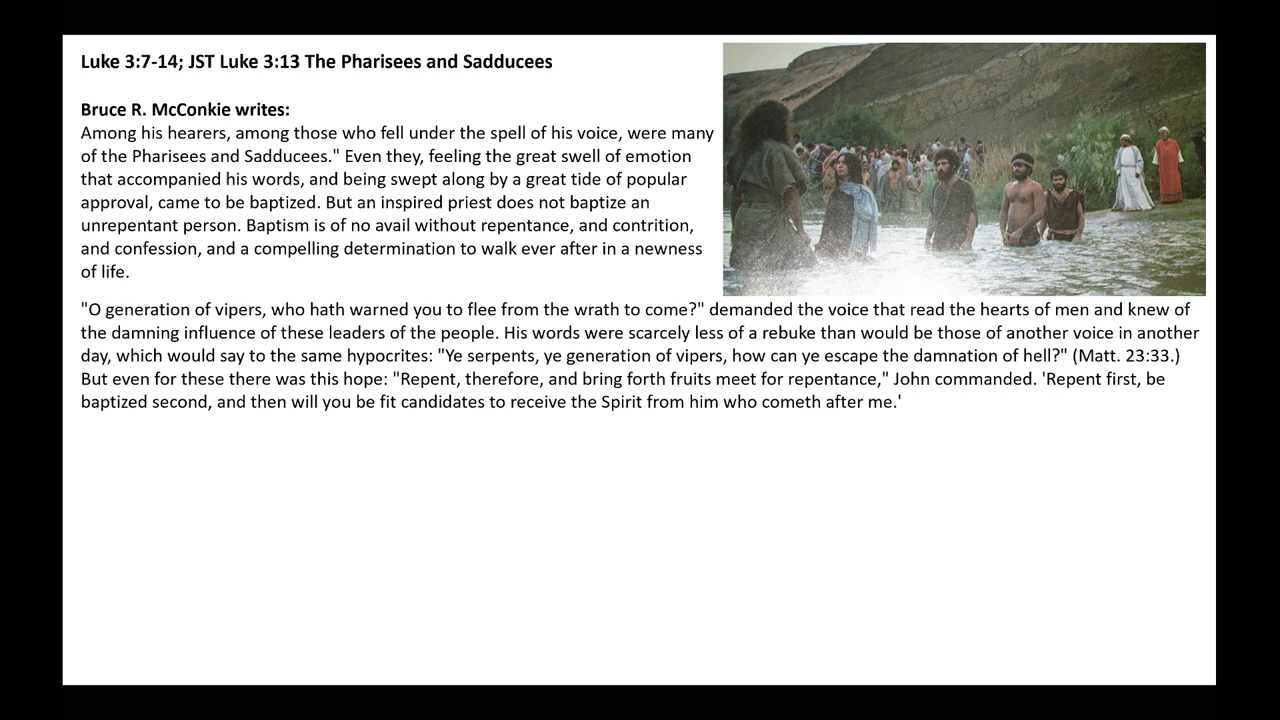 Luke 3:7-14; JST Luke 3:13 The Pharisees and Sadducees
Bruce R. McConkie writes:
Among his hearers, among those who fell under the spell of his voice, were many
of the Pharisees and Sadducees." Even they, feeling the great swell of emotion
that accompanied his words, and being swept along by a great tide of popular
approval, came to be baptized. But an inspired priest does not baptize an
unrepentant person. Baptism is of no avail without repentance, and contrition,
and confession, and a compelling determination to walk ever after in a newness
of life.
"O generation of vipers, who hath warned you to flee from the wrath to come?" demanded the voice that read the hearts of men and knew of
the damning influence of these leaders of the people. His words were scarcely less of a rebuke than would be those of another voice in another
day, which would say to the same hypocrites: "Ye serpents, ye generation of vipers, how can ye escape the damnation of hell?" (Matt. 23:33.)
But even for these there was this hope: "Repent, therefore, and bring forth fruits meet for repentance," John commanded. 'Repent first, be
baptized second, and then will you be fit candidates to receive the Spirit from him who cometh after me.'